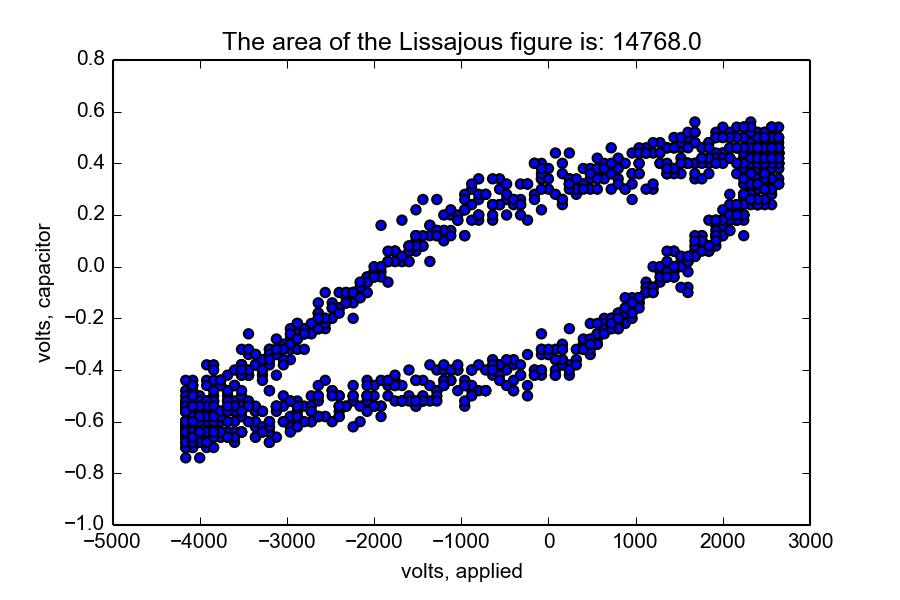 The area of the Lissajous figure is: 14768.0
0.8
0.6
0.4
0.2
0.0
−0.2
−0.4
−0.6
−0.8
−1.0
volts, capacitor
−5000 −4000 −3000 −2000 −1000 0 1000 2000 3000
volts, applied